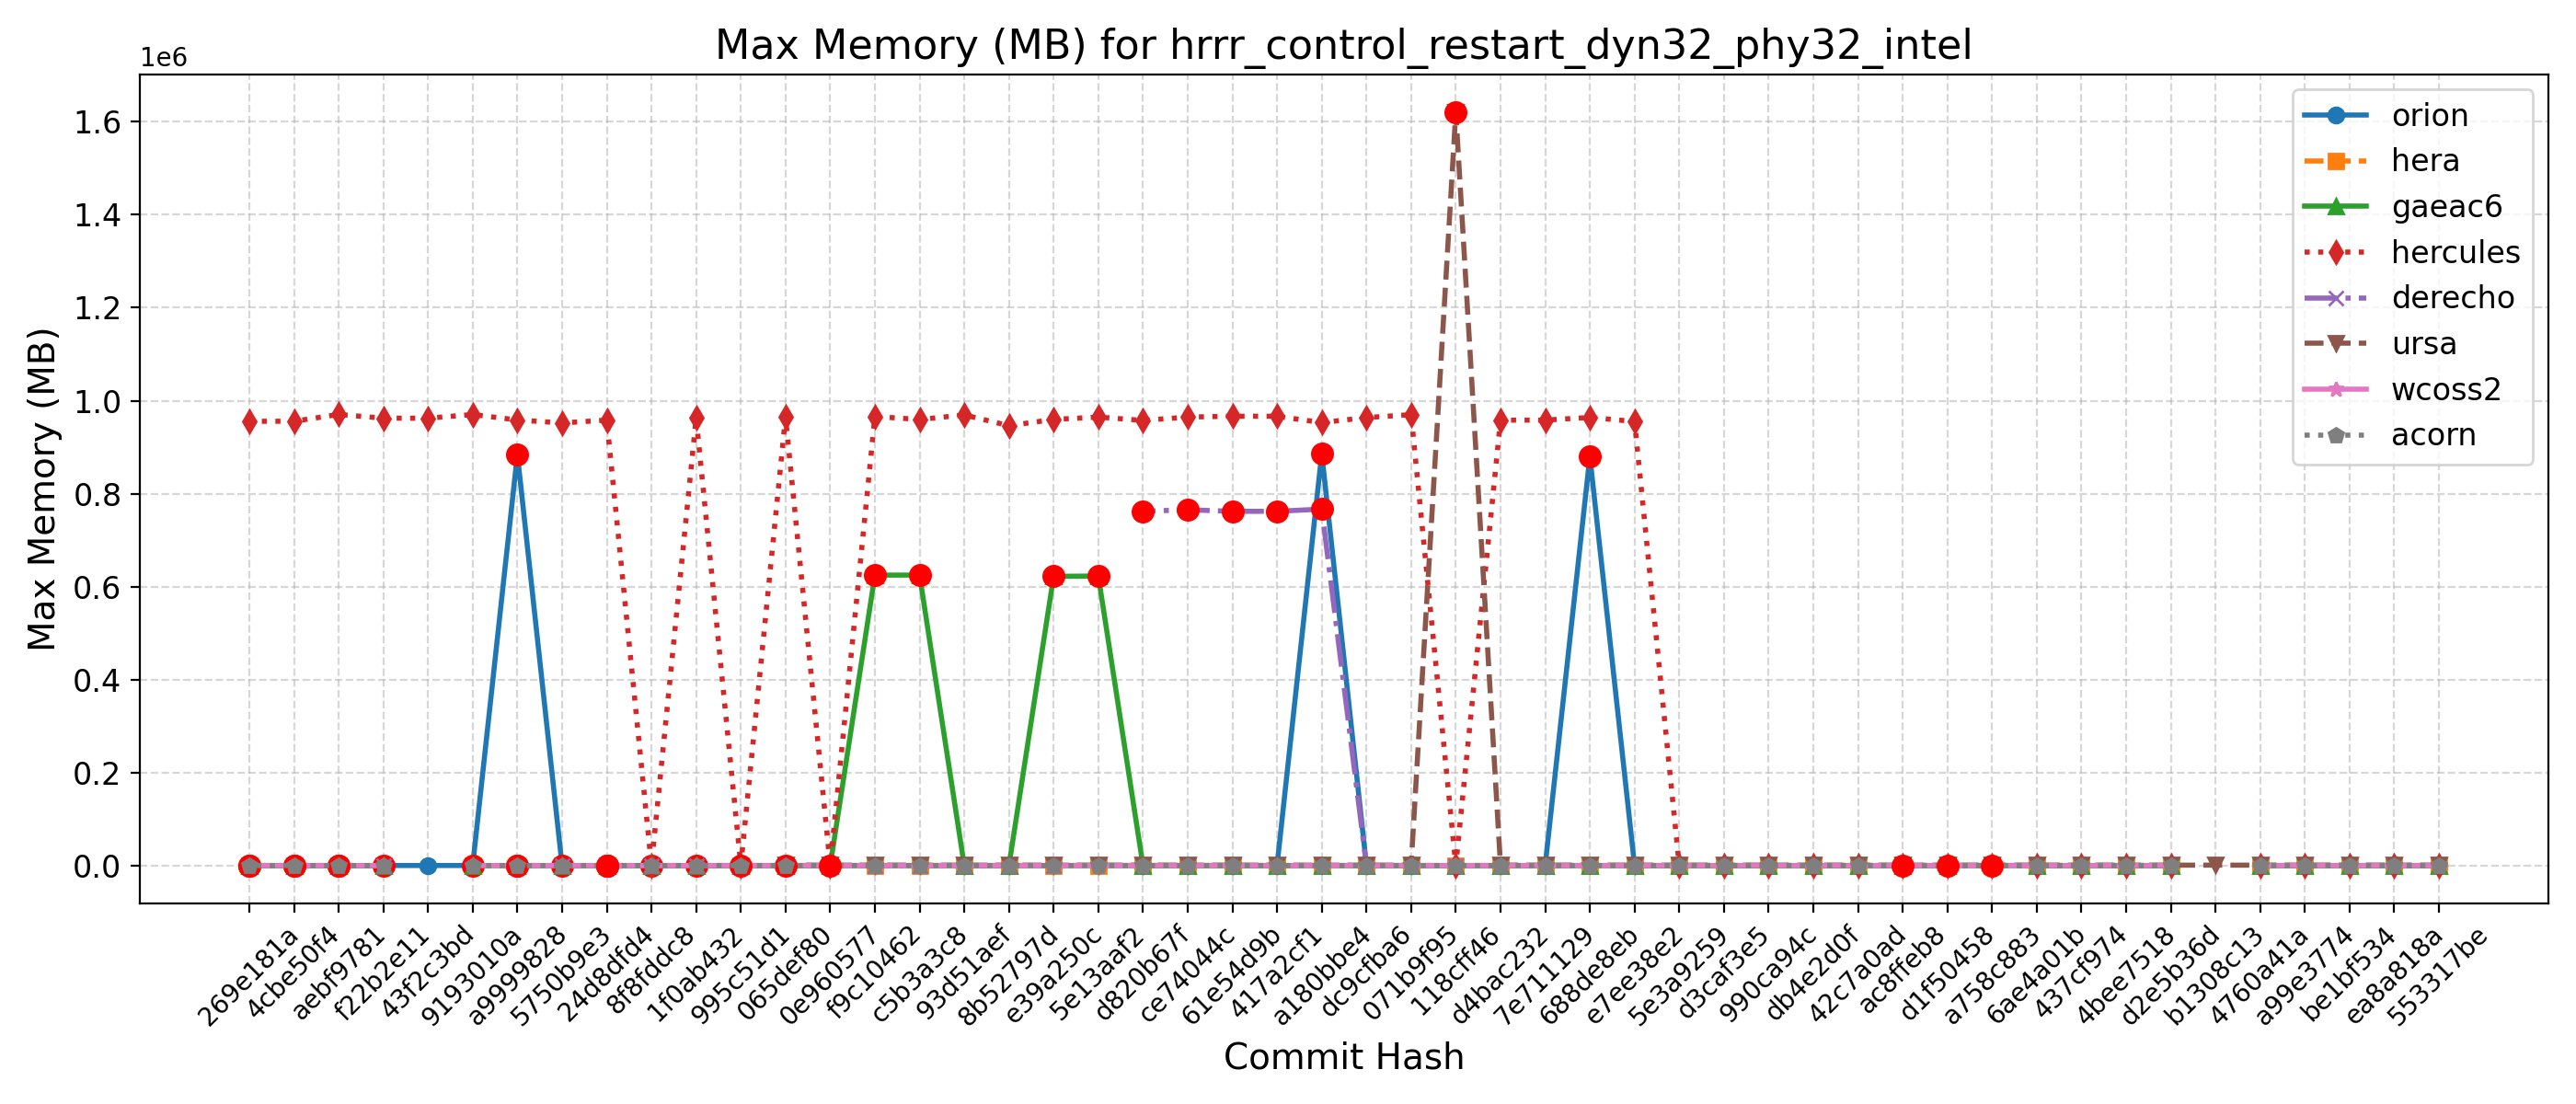 Max Memory (MB) for hrrr_control_restart_dyn32_phy32_intel
1e6
1.6
1.4
1.2
1.0
0.8
0.6
0.4
0.2
0.0
Max Memory (MB)
orion
hera
gaeac6
hercules
derecho
ursa
wcoss2
acorn
269e181a
4cbe50f4
aebf9781
f22b2e11
43f2c3bd
9193010a
a9999828
5750b9e3
24d8dfd4
8f8fddc8
1f0ab432
995c51d1
065def80
0e960577
f9c10462
c5b3a3c8
93d51aef
8b52797d
e39a250c
5e13aaf2
d820b67f
ce74044c
61e54d9b
417a2cf1
a180bbe4
dc9cfba6
071b9f95
118cff46
d4bac232
7e711129
688de8eb
e7ee38e2
5e3a9259
d3caf3e5
990ca94c
db4e2d0f
42c7a0ad
ac8ffeb8
d1f50458
a758c883
6ae4a01b
437cf974
4bee7518
d2e5b36d
b1308c13
4760a41a
a99e3774
be1bf534
ea8a818a
553317be
Commit Hash